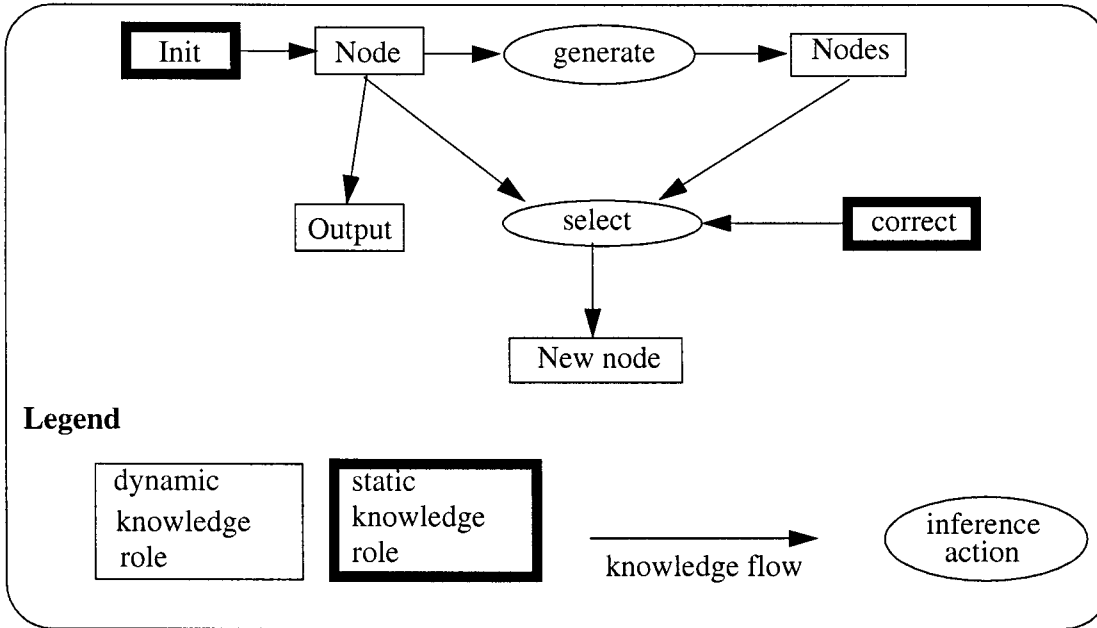 Init
Node
generate
Nodes
Output
select
correct
New node
Legend
dynamic
knowledge
role
static
knowledge
role
knowledge flow
inference
action